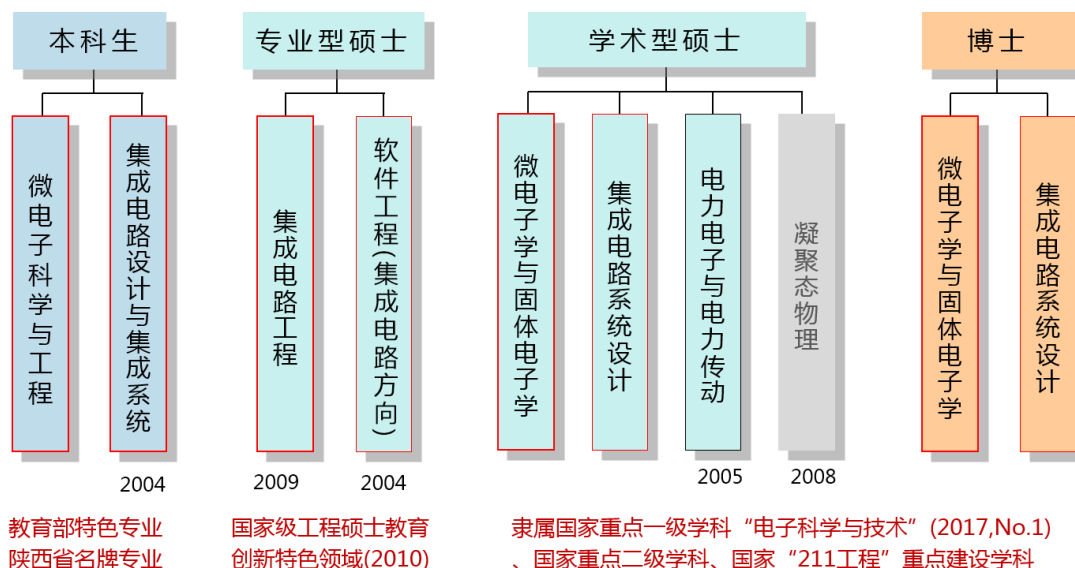 本科生
微电子科学与工程
集成电路设计与集成系统
2004
教育部特色专业
陕西省名牌专业
专业型硕士
集成电路工程
软件工程(集成电路方向)
2009
2004
国家级工程硕士教育
创新特色领域(2010)
学术型硕士
微电子学与固体电子学
集成电路系统设计
电力电子与电力传动
凝聚态物理
2005
2008
博士
微电子学与固体电子学
集成电路系统设计
隶属国家重点一级学科“电子科学与技术”(2017,No.1)
、国家重点二级学科、国家“211工程”重点建设学科